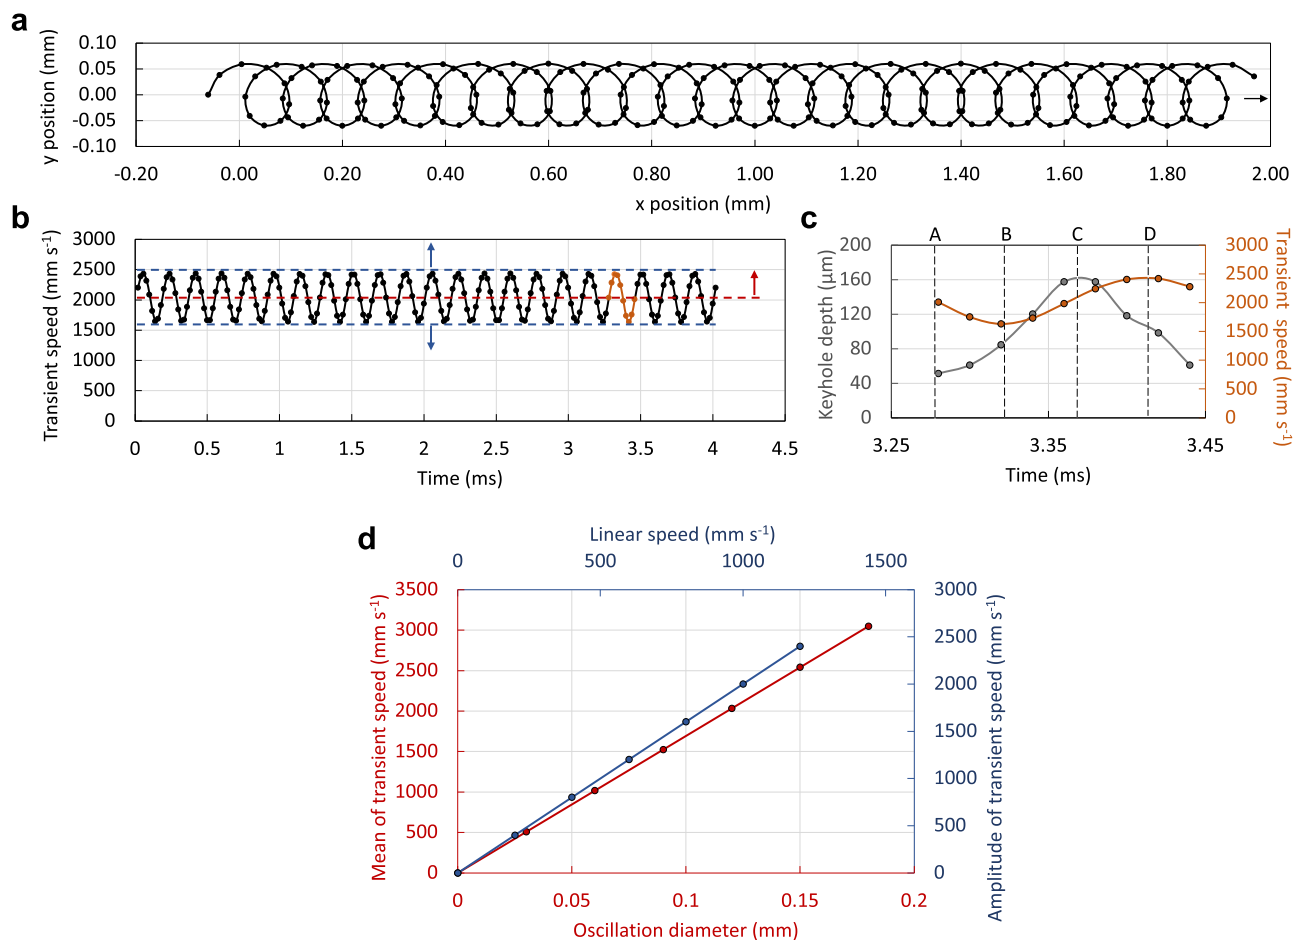 a
y position (mm)
0.10
0.05
0.00
-0.05
-0.10
-0.20 0.00 0.20 0.40 0.60 0.80 1.00 1.20 1.40 1.60 1.80 2.00
x position (mm)
b
Transient speed (mm s-1)
3000
2500
2000
1500
1000
500
0
0 0.5 1 1.5 2 2.5 3 3.5 4 4.5
Time (ms)
c
A B C D
Keyhole depth (µm)
200
160
120
80
40
0
Transient speed (mm s-1)
3000
2500
2000
1500
1000
500
0
3.25 3.35 3.45
Time (ms)
d
Linear speed (mm s-1)
0 500 1000 1500
Mean of transient speed (mm s-1)
3500
3000
2500
2000
1500
1000
500
0
Amplitude of transient speed (mm s-1)
3000
2500
2000
1500
1000
500
0
0 0.05 0.1 0.15 0.2
Oscillation diameter (mm)